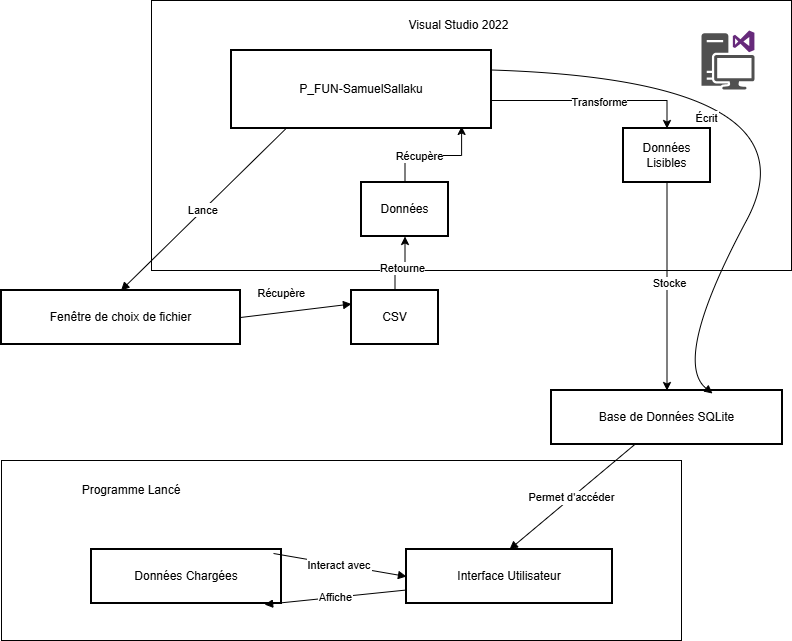 Visual Studio 2022
P_FUN-SamuelSallaku
Transforme
Écrit
Données
Lisibles
Récupère
Données
Lance
Retourne
Stocke
Récupère
Fenêtre de choix de fichier
CSV
Base de Données SQLite
Programme Lancé
Permet d'accéder
Interact avec
Données Chargées
Interface Utilisateur
Affiche